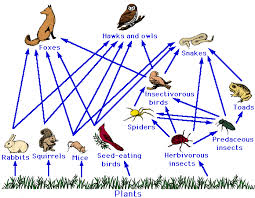 Foxes
Hawks and owls
Snakes
Insectivorous
birds
Toads
Spiders
Predaceous
insects
Rabbits
Squirrels
Mice
Seed-eating
birds
Herbivorous
insects
Plants